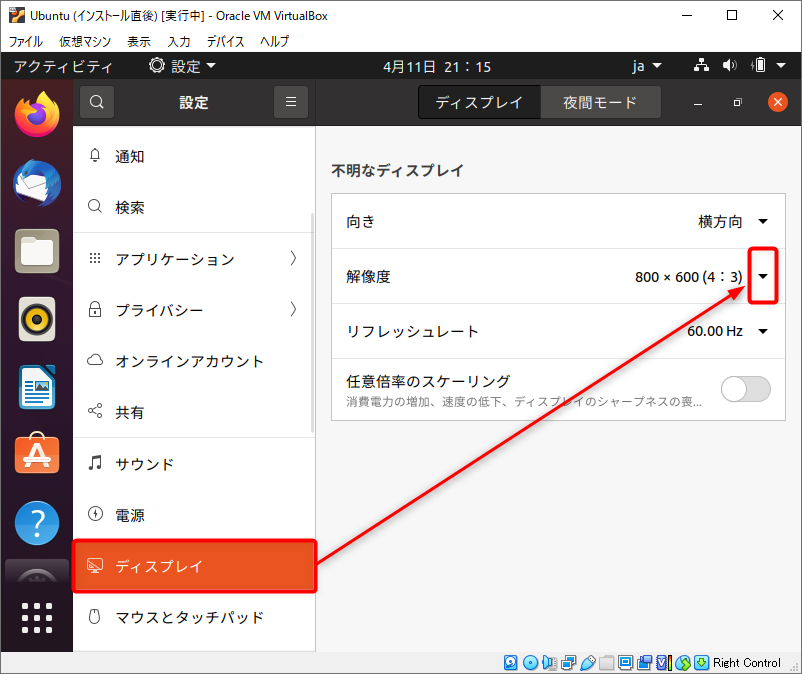 Ubuntu (インストール直後) [実行中] - Oracle VM VirtualBox
ファイル 仮想マシン 表示 入力 デバイス ヘルプ
アクティビティ 設定 4月11日 21：15 ja
設定 ディスプレイ 夜間モード
通知
検索
アプリケーション
プライバシー
オンラインアカウント
共有
サウンド
電源
ディスプレイ
マウスとタッチパッド
不明なディスプレイ
向き 横方向
解像度 800 × 600 (4：3)
リフレッシュレート 60.00 Hz
任意倍率のスケーリング
消費電力の増加、速度の低下、ディスプレイのシャープネスの喪...
Right Control